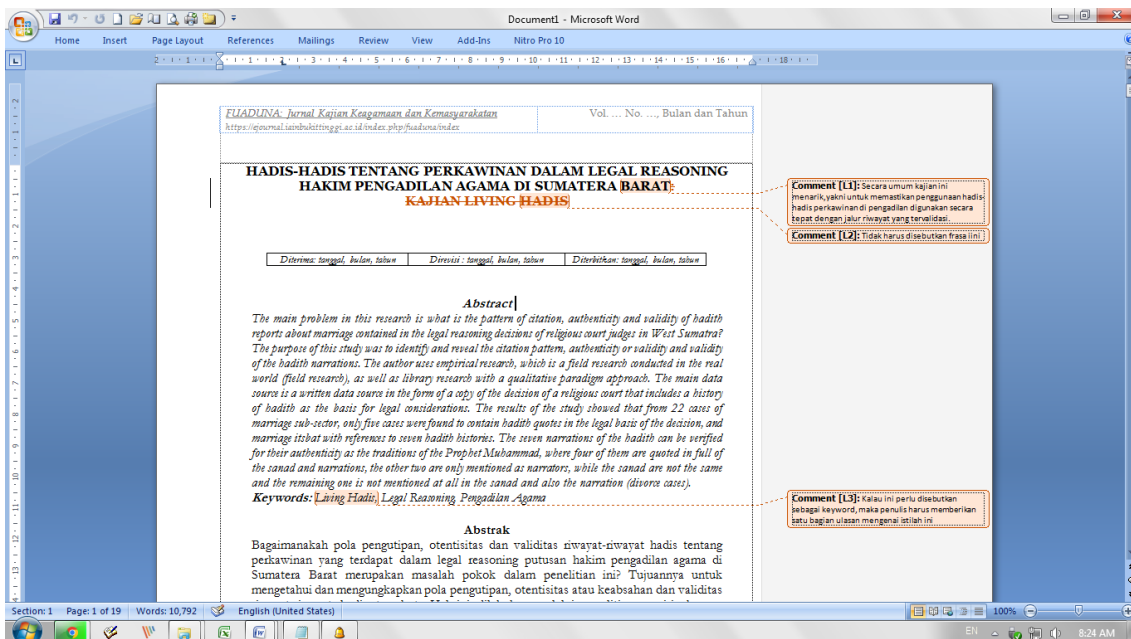 Document1 - Microsoft Word
Home Insert Page Layout References Mailings Review View Add-Ins Nitro Pro 10
FUADUNA: Jurnal Kajian Keagamaan dan Kemasyarakatan
https://ejournal.iainbukittinggi.ac.id/index.php/fuaduna/index
Vol. … No. …, Bulan dan Tahun
HADIS-HADIS TENTANG PERKAWINAN DALAM LEGAL REASONING
HAKIM PENGADILAN AGAMA DI SUMATERA BARAT:
KAJIAN LIVING HADIS
Comment [L1]: Secara umum kajian ini
menarik,yakni untuk memastikan penggunaan hadis-
hadis perkawinan di pengadilan digunakan secara
tepat dengan jalur riwayat yang tervalidasi.
Comment [L2]: Tidak harus disebutkan frasa iini
Diterima: tanggal, bulan, tahun Direvisi : tanggal, bulan, tahun Diterbitkan: tanggal, bulan, tahun
Abstract
The main problem in this research is what is the pattern of citation, authenticity and validity of hadith
reports about marriage contained in the legal reasoning decisions of religious court judges in West Sumatra?
The purpose of this study was to identify and reveal the citation pattern, authenticity or validity and validity
of the hadith narrations. The author uses empirical research, which is a field research conducted in the real
world (field research), as well as library research with a qualitative paradigm approach. The main data
source is a written data source in the form of a copy of the decision of a religious court that includes a history
of hadith as the basis for legal considerations. The results of the study showed that from 22 cases of
marriage sub-sector, only five cases were found to contain hadith quotes in the legal basis of the decision, and
marriage itsbat with references to seven hadith histories. The seven narrations of the hadith can be verified
for their authenticity as the traditions of the Prophet Muhammad, where four of them are quoted in full of
the sanad and narrations, the other two are only mentioned as narrators, while the sanad are not the same
and the remaining one is not mentioned at all in the sanad and also the narration (divorce cases).
Keywords: Living Hadis, Legal Reasoning, Pengadilan Agama
Comment [L3]: Kalau ini perlu disebutkan
sebagai keyword, maka penulis harus memberikan
satu bagian ulasan mengenai istilah ini
Abstrak
Bagaimanakah pola pengutipan, otentisitas dan validitas riwayat-riwayat hadis tentang
perkawinan yang terdapat dalam legal reasoning putusan hakim pengadilan agama di
Sumatera Barat merupakan masalah pokok dalam penelitian ini? Tujuannya untuk
mengetahui dan mengungkapkan pola pengutipan, otentisitas atau keabsahan dan validitas
Section: 1 Page: 1 of 19 Words: 10,792 English (United States) 100%
EN 8:24 AM